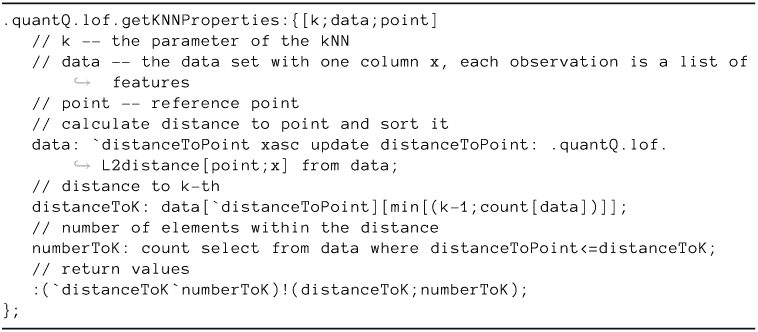 .quantQ.lof.getKNNProperties:{[k;data;point]
// k -- the parameter of the kNN
// data -- the data set with one column x, each observation is a list of
↪ features
// point -- reference point
// calculate distance to point and sort it
data: `distanceToPoint xasc update distanceToPoint: .quantQ.lof.
↪ L2distance[point;x] from data;
// distance to k-th
distanceToK: data[`distanceToPoint][min[(k-1;count[data])]];
// number of elements within the distance
numberToK: count select from data where distanceToPoint<=distanceToK;
// return values
:(`distanceToK`numberToK)!(distanceToK;numberToK);
};